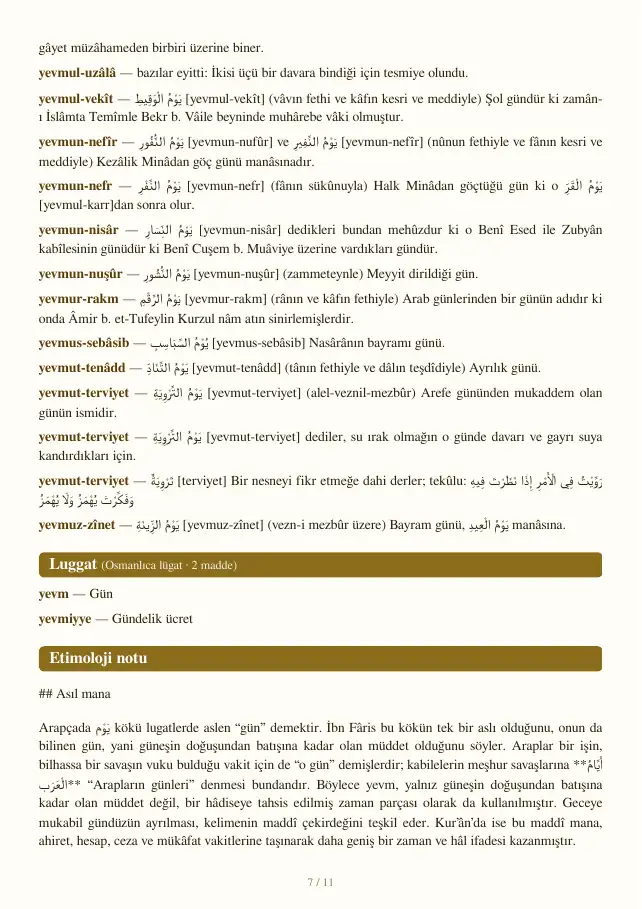 gâyet müzâhameden birbiri üzerine biner.
yevmul-uzâlâ — bazılar eyitti: İkisi üçü bir davara bindiği için tesmiye olundu.
yevmul-vekît — يَوْمُ الْوَقِيطِ [yevmul-vekît] (vâvın fethi ve kâfın kesri ve meddiyle) Şol gündür ki zamân-
ı İslâmta Temîmle Bekr b. Vâile beyninde muhârebe vâki olmuştur.
yevmun-nefîr — يَوْمُ النُّفُورِ [yevmun-nufûr] ve يَوْمُ النَّفِيرِ [yevmun-nefîr] (nûnun fethiyle ve fânın kesri ve
meddiyle) Kezâlik Minâdan göç günü manâsınadır.
yevmun-nefr — يَوْمُ النَّفْرِ [yevmun-nefr] (fânın sükûnuyla) Halk Minâdan göçtüğü gün ki o يَوْمُ الْقَرِّ
[yevmul-karr]dan sonra olur.
yevmun-nisâr — يَوْمُ النِّسَارِ [yevmun-nisâr] dedikleri bundan mehûzdur ki o Benî Esed ile Zubyân
kabîlesinin günüdür ki Benî Cuşem b. Muâviye üzerine vardıkları gündür.
yevmun-nuşûr — يَوْمُ النُّشُورِ [yevmun-nuşûr] (zammeteynle) Meyyit dirildiği gün.
yevmur-rakm — يَوْمُ الرَّقَمِ [yevmur-rakm] (rânın ve kâfın fethiyle) Arab günlerinden bir günün adıdır ki
onda Âmir b. et-Tufeylin Kurzul nâm atın sinirlemişlerdir.
yevmus-sebâsib — يَوْمُ السَّبَاسِبِ [yevmus-sebâsib] Nasârânın bayramı günü.
yevmut-tenâdd — يَوْمُ التَّنَادِّ [yevmut-tenâdd] (tânın fethiyle ve dâlın teşdîdiyle) Ayrılık günü.
yevmut-terviyet — يَوْمُ التَّرْوِيَةِ [yevmut-terviyet] (alel-veznil-mezbûr) Arefe gününden mukaddem olan
günün ismidir.
yevmut-terviyet — يَوْمُ التَّرْوِيَةِ [yevmut-terviyet] dediler, su ırak olmağın o günde davarı ve gayrı suya
kandırdıkları için.
yevmut-terviyet — تَرْوِيَةٌ [terviyet] Bir nesneyi fikr etmeğe dahi derler; tekûlu: رَوَّيْتُ فِي الْأَمْرِ إِذَا نَظَرْتَ فِيهِ
وَفَكَّرْتَ يُهْمَزُ وَلَا يُهْمَزُ
yevmuz-zînet — يَوْمُ الزِّينَةِ [yevmuz-zînet] (vezn-i mezbûr üzere) Bayram günü, يَوْمُ الْعِيدِ manâsına.
Luggat (Osmanlıca lügat · 2 madde)
yevm — Gün
yevmiyye — Gündelik ücret
Etimoloji notu
## Asıl mana
Arapçada يَوْم kökü lugatlerde aslen “gün” demektir. İbn Fâris bu kökün tek bir aslı olduğunu, onun da
bilinen gün, yani güneşin doğuşundan batışına kadar olan müddet olduğunu söyler. Araplar bir işin,
bilhassa bir savaşın vuku bulduğu vakit için de “o gün” demişlerdir; kabilelerin meşhur savaşlarına **أَيَّامُ
الْعَرَب** “Arapların günleri” denmesi bundandır. Böylece yevm, yalnız güneşin doğuşundan batışına
kadar olan müddet değil, bir hâdiseye tahsis edilmiş zaman parçası olarak da kullanılmıştır. Geceye
mukabil gündüzün ayrılması, kelimenin maddî çekirdeğini teşkil eder. Kur’ân’da ise bu maddî mana,
ahiret, hesap, ceza ve mükâfat vakitlerine taşınarak daha geniş bir zaman ve hâl ifadesi kazanmıştır.
7 / 11